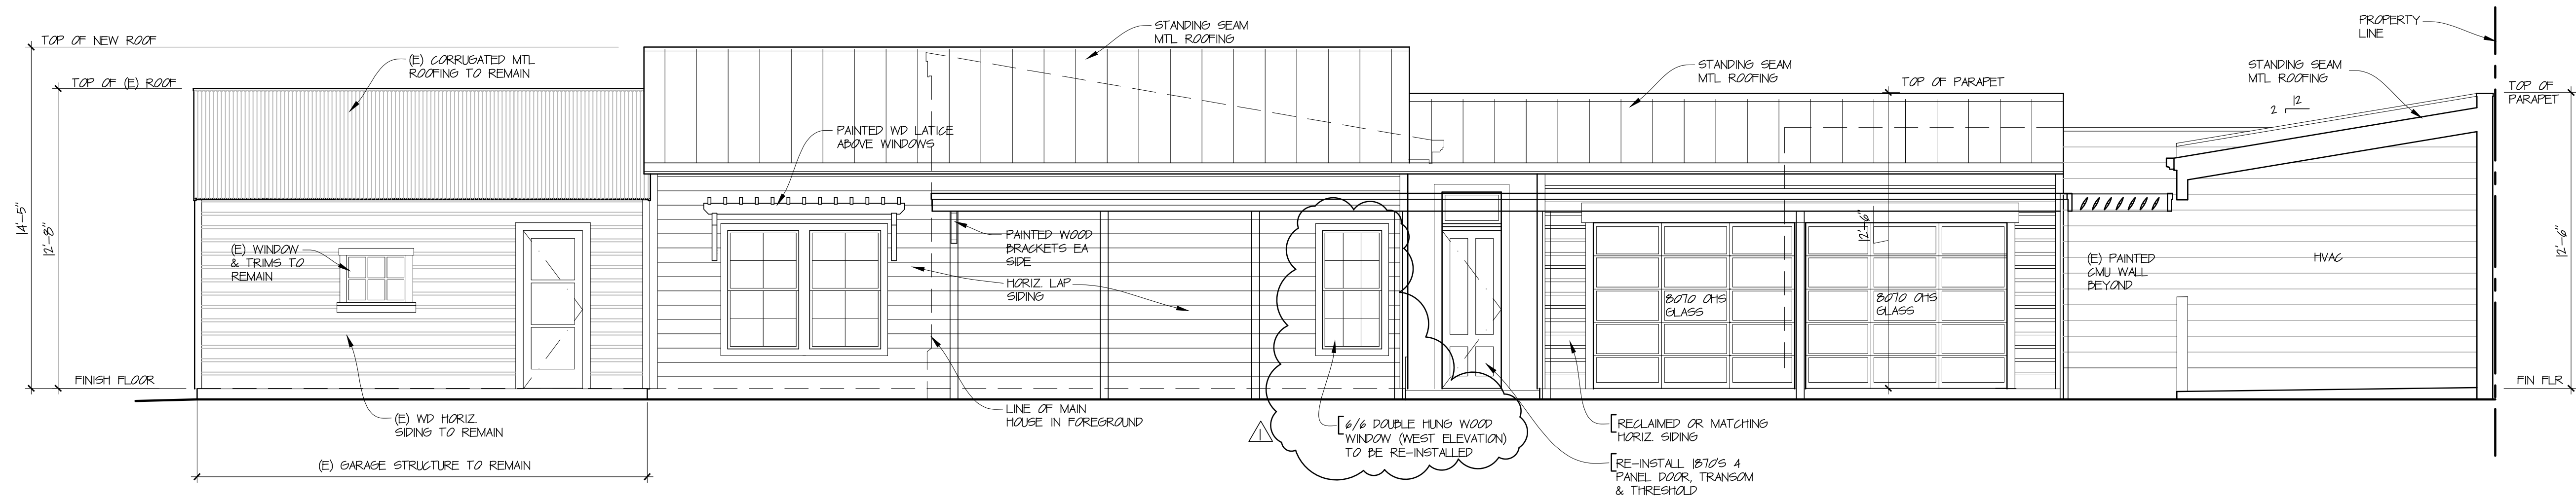 TOP OF NEW ROOF
TOP OF (E) ROOF
14'-5"
12'-8"
FINISH FLOOR
(E) CORRUGATED MTL
ROOFING TO REMAIN
(E) WINDOW
& TRIMS TO
REMAIN
(E) WD HORIZ.
SIDING TO REMAIN
(E) GARAGE STRUCTURE TO REMAIN
PAINTED WD LATICE
ABOVE WINDOWS
STANDING SEAM
MTL ROOFING
PAINTED WOOD
BRACKETS EA
SIDE
HORIZ. LAP
SIDING
LINE OF MAIN
HOUSE IN FOREGROUND
1
6/6 DOUBLE HUNG WOOD
WINDOW (WEST ELEVATION)
TO BE RE-INSTALLED
RECLAIMED OR MATCHING
HORIZ. SIDING
RE-INSTALL 1870'S 4
PANEL DOOR, TRANSOM
& THRESHOLD
STANDING SEAM
MTL ROOFING
TOP OF PARAPET
12'-6"
8070 OHS
GLASS
8070 OHS
GLASS
(E) PAINTED
CMU WALL
BEYOND
HVAC
STANDING SEAM
MTL ROOFING
12
2
PROPERTY
LINE
TOP OF
PARAPET
12'-6"
FIN FLR